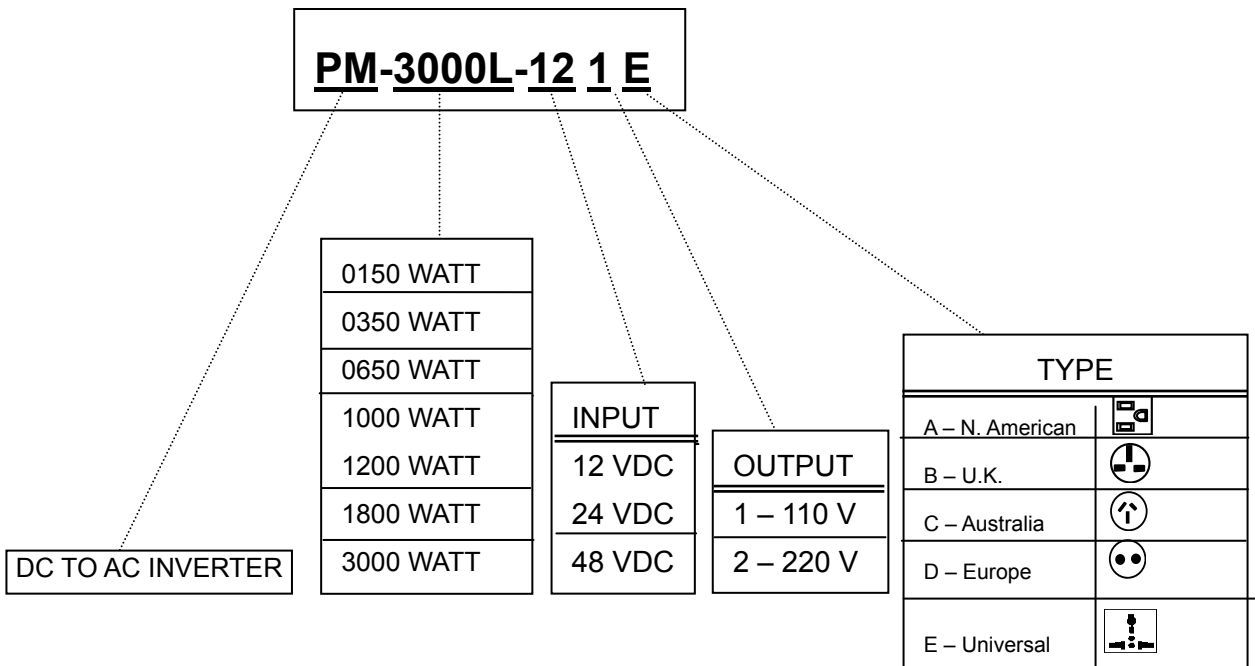 PM-3000L-12 1 E
0150 WATT
0350 WATT
0650 WATT
1000 WATT
1200 WATT
1800 WATT
3000 WATT
DC TO AC INVERTER
INPUT
12 VDC
24 VDC
48 VDC
OUTPUT
1 – 110 V
2 – 220 V
TYPE
A – N. American
B – U.K.
C – Australia
D – Europe
E – Universal